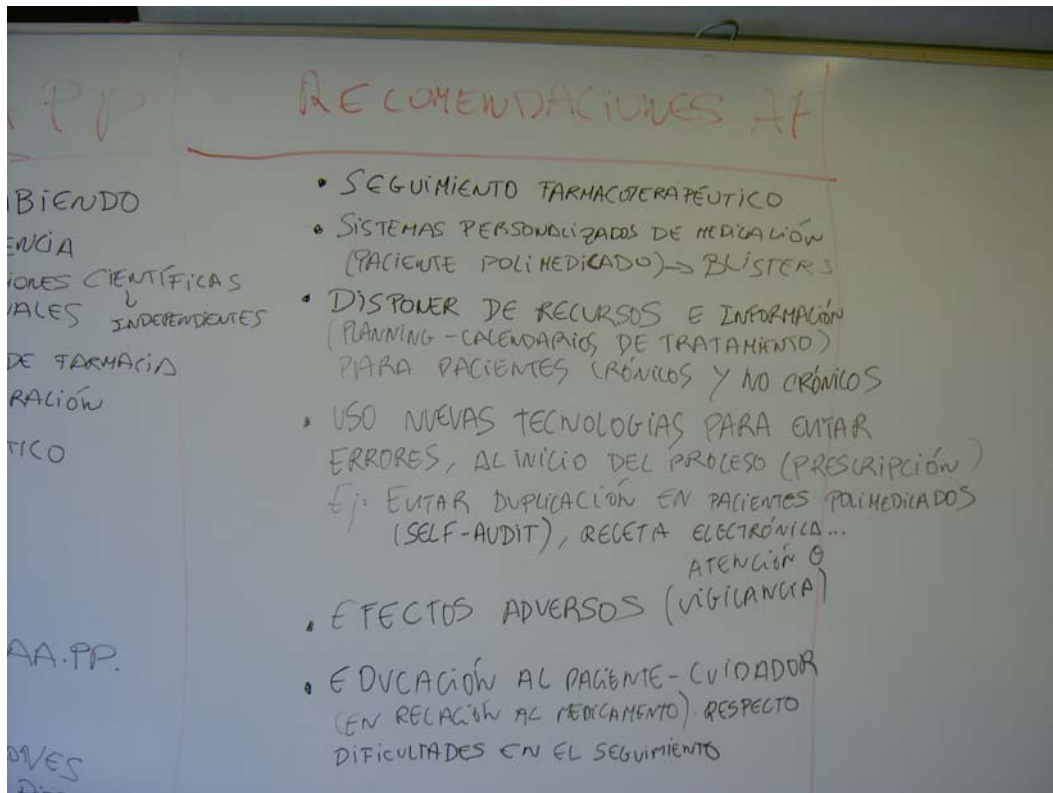 PP
BIENDO
ENCIA
IONES CIENTÍFICAS
ALES INDEPENDIENTES
DE FARMACIA
RACIÓN
TICO
AA.PP.
ONES
RECOMENDACIONES AF
• SEGUIMIENTO FARMACOTERAPÉUTICO
• SISTEMAS PERSONALIZADOS DE MEDICACIÓN
(PACIENTE POLIMEDICADO) → BLISTERS
• DISPONER DE RECURSOS E INFORMACIÓN
(PLANNING - CALENDARIOS DE TRATAMIENTO)
PARA PACIENTES CRÓNICOS Y NO CRÓNICOS
• USO NUEVAS TECNOLOGIAS PARA EVITAR
ERRORES, AL INICIO DEL PROCESO (PRESCRIPCIÓN)
Ej: EVITAR DUPLICACIÓN EN PACIENTES POLIMEDICADOS
(SELF-AUDIT), RECETA ELECTRÓNICA...
• EFECTOS ADVERSOS (ATENCIÓN O
VIGILANCIA)
• EDUCACIÓN AL PACIENTE - CUIDADOR
(EN RELACIÓN AL MEDICAMENTO). RESPECTO
DIFICULTADES EN EL SEGUIMIENTO